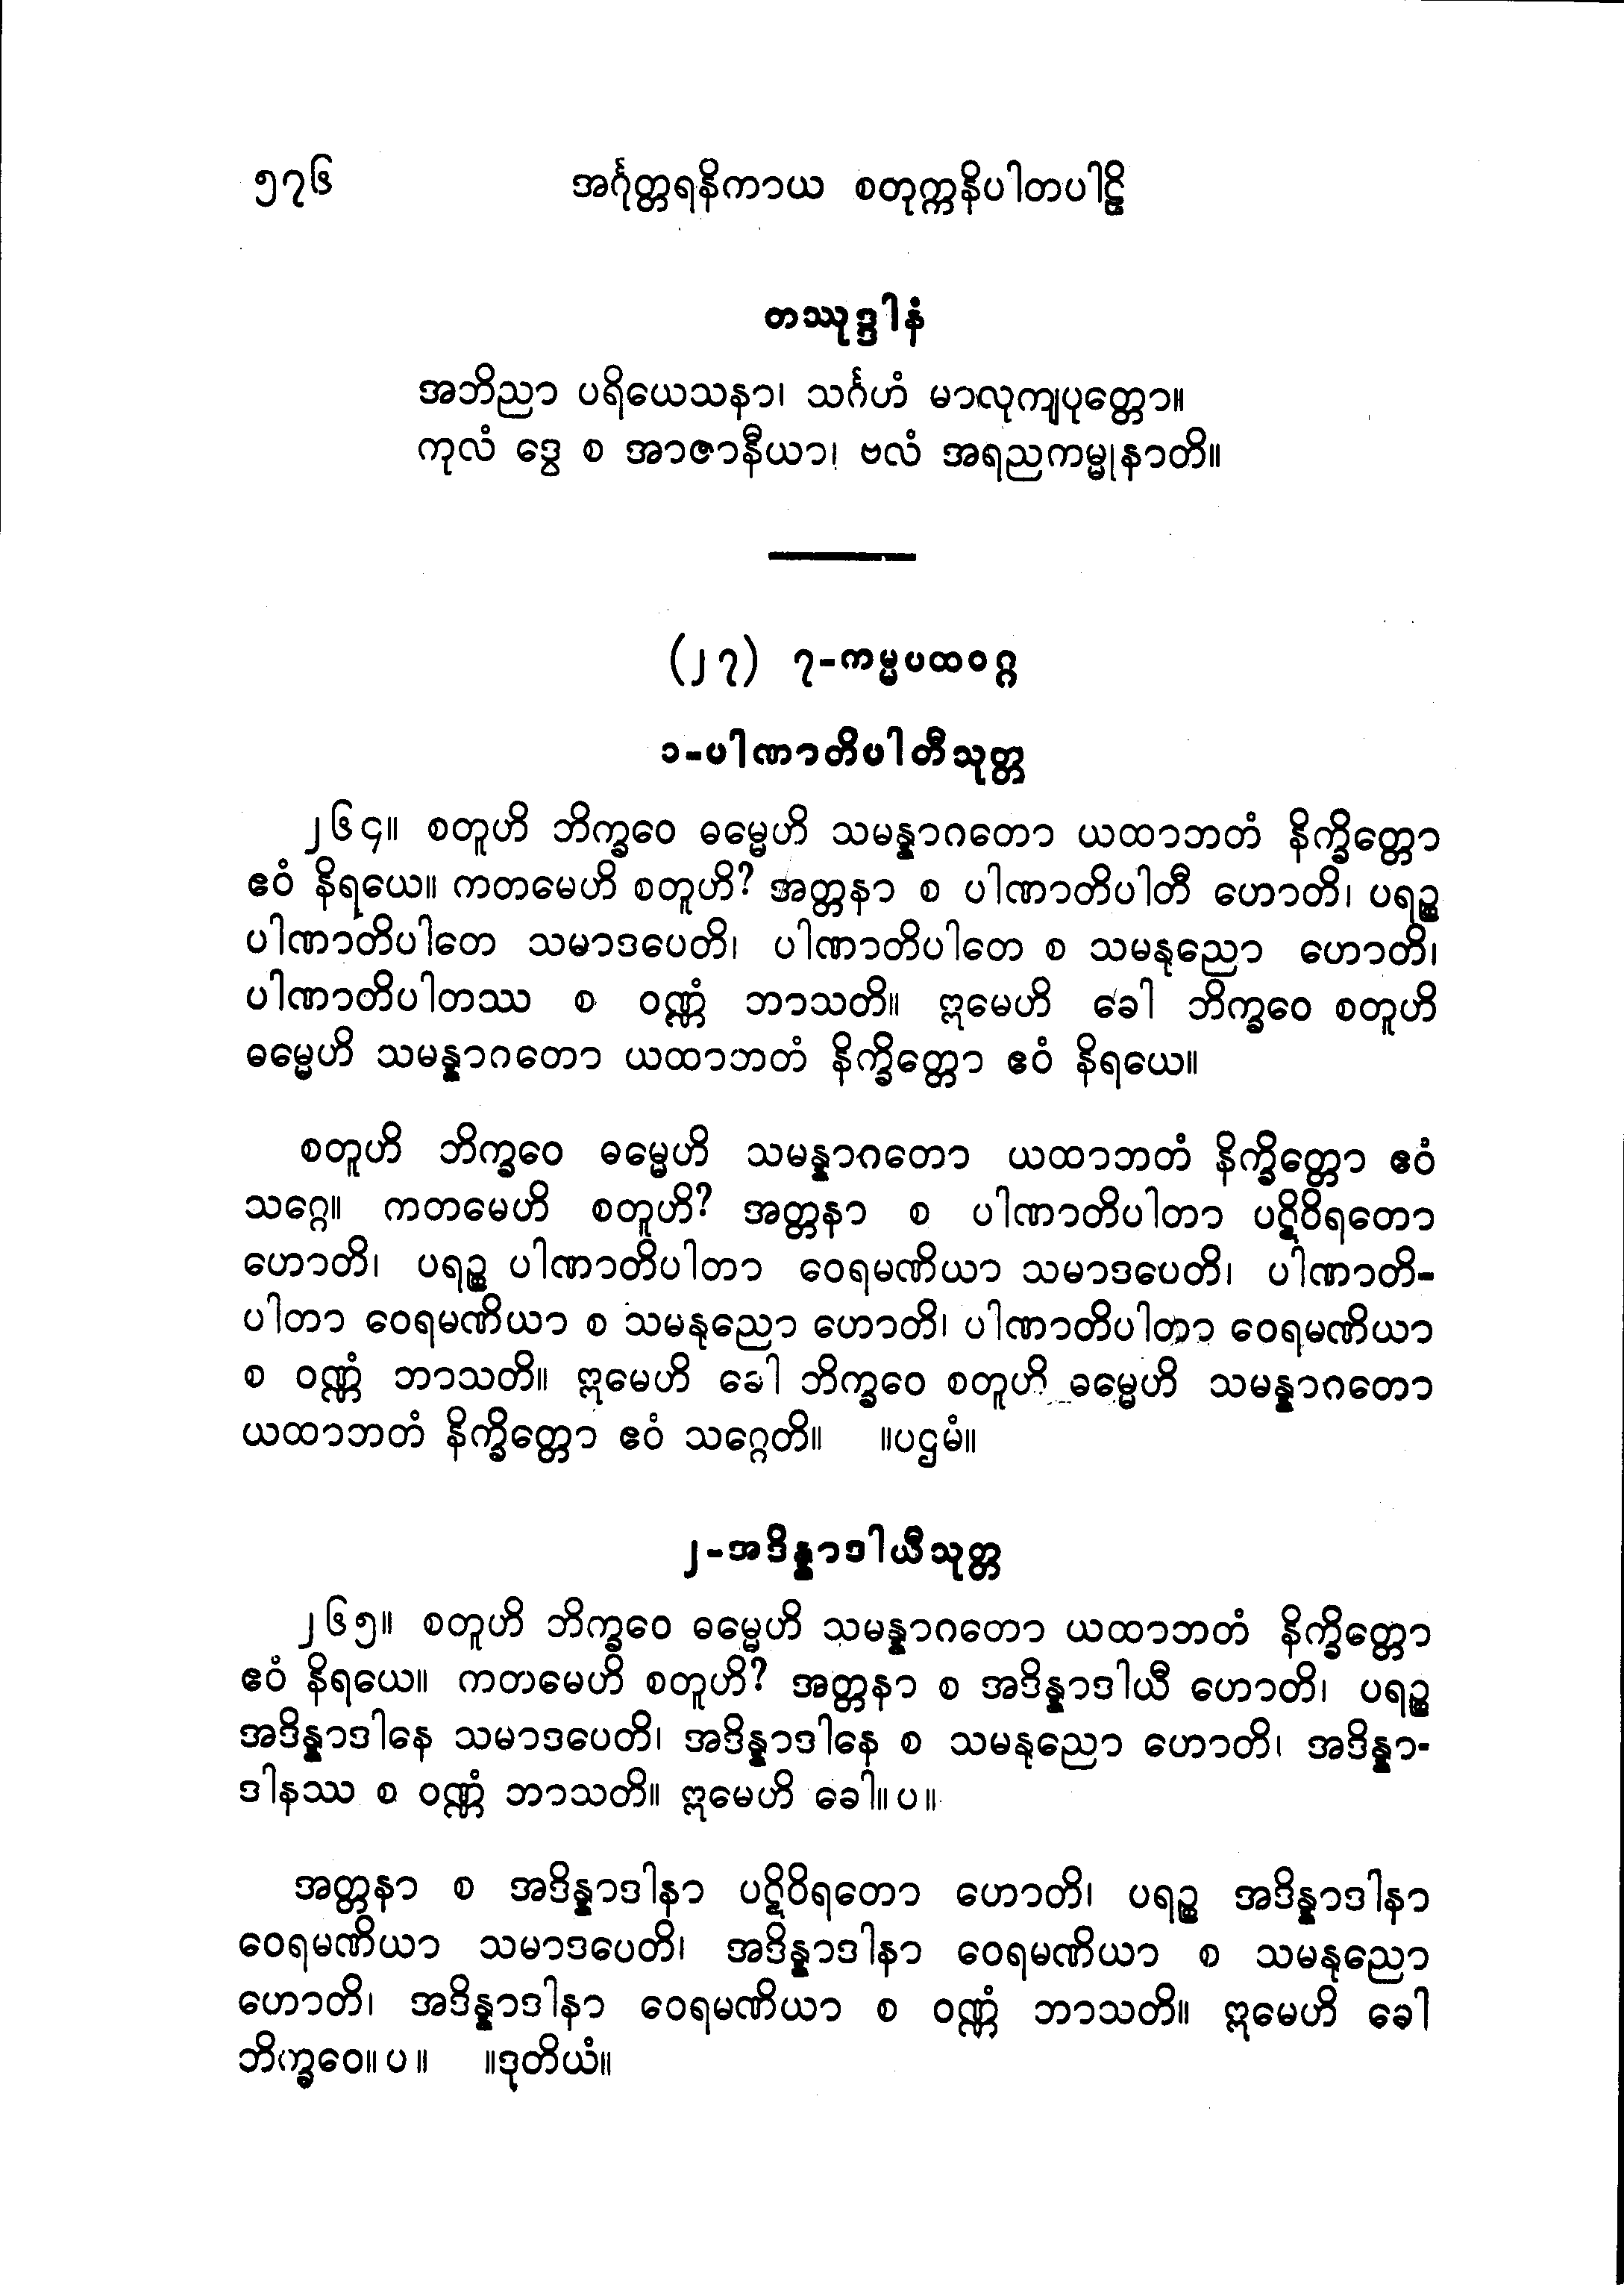 ၅၇၆ အင်္ဂုတ္တရနိကာယ စတုက္ကနိပါတပါဠိ
တဿုဒ္ဒါနံ
အဘိညာ ပရိယေသနာ၊ သင်္ဂဟံ မာလုကျပုတ္တော။
ကုလံ ဒွေ စ အာဇာနီယာ၊ ဗလံ အရညကမ္မုနာတိ။
(၂၇) ၇-ကမ္မပထဝဂ္ဂ
၁-ပါဏာတိပါတီသုတ္တ
၂၆၄။ စတူဟိ ဘိက္ခဝေ ဓမ္မေဟိ သမန္နာဂတော ယထာဘတံ နိက္ခိတ္တော
ဧဝံ နိရယေ။ ကတမေဟိ စတူဟိ? အတ္တနာ စ ပါဏာတိပါတီ ဟောတိ၊ ပရဉ္စ
ပါဏာတိပါတေ သမာဒပေတိ၊ ပါဏာတိပါတေ စ သမနုညော ဟောတိ၊
ပါဏာတိပါတဿ စ ဝဏ္ဏံ ဘာသတိ။ ဣမေဟိ ခေါ ဘိက္ခဝေ စတူဟိ
ဓမ္မေဟိ သမန္နာဂတော ယထာဘတံ နိက္ခိတ္တော ဧဝံ နိရယေ။
စတူဟိ ဘိက္ခဝေ ဓမ္မေဟိ သမန္နာဂတော ယထာဘတံ နိက္ခိတ္တော ဧဝံ
သဂ္ဂေ။ ကတမေဟိ စတူဟိ? အတ္တနာ စ ပါဏာတိပါတာ ပဋိဝိရတော
ဟောတိ၊ ပရဉ္စ ပါဏာတိပါတာ ဝေရမဏိယာ သမာဒပေတိ၊ ပါဏာတိ-
ပါတာ ဝေရမဏိယာ စ သမနုညော ဟောတိ၊ ပါဏာတိပါတာ ဝေရမဏိယာ
စ ဝဏ္ဏံ ဘာသတိ။ ဣမေဟိ ခေါ ဘိက္ခဝေ စတူဟိ ဓမ္မေဟိ သမန္နာဂတော
ယထာဘတံ နိက္ခိတ္တော ဧဝံ သဂ္ဂေတိ။ ။ပဌမံ။
၂-အဒိန္နာဒါယီသုတ္တ
၂၆၅။ စတူဟိ ဘိက္ခဝေ ဓမ္မေဟိ သမန္နာဂတော ယထာဘတံ နိက္ခိတ္တော
ဧဝံ နိရယေ။ ကတမေဟိ စတူဟိ? အတ္တနာ စ အဒိန္နာဒါယီ ဟောတိ၊ ပရဉ္စ
အဒိန္နာဒါနေ သမာဒပေတိ၊ အဒိန္နာဒါနေ စ သမနုညော ဟောတိ၊ အဒိန္နာ-
ဒါနဿ စ ဝဏ္ဏံ ဘာသတိ။ ဣမေဟိ ခေါ။ ပ။
အတ္တနာ စ အဒိန္နာဒါနာ ပဋိဝိရတော ဟောတိ၊ ပရဉ္စ အဒိန္နာဒါနာ
ဝေရမဏိယာ သမာဒပေတိ၊ အဒိန္နာဒါနာ ဝေရမဏိယာ စ သမနုညော
ဟောတိ၊ အဒိန္နာဒါနာ ဝေရမဏိယာ စ ဝဏ္ဏံ ဘာသတိ။ ဣမေဟိ ခေါ
ဘိက္ခဝေ။ ပ။ ။ဒုတိယံ။